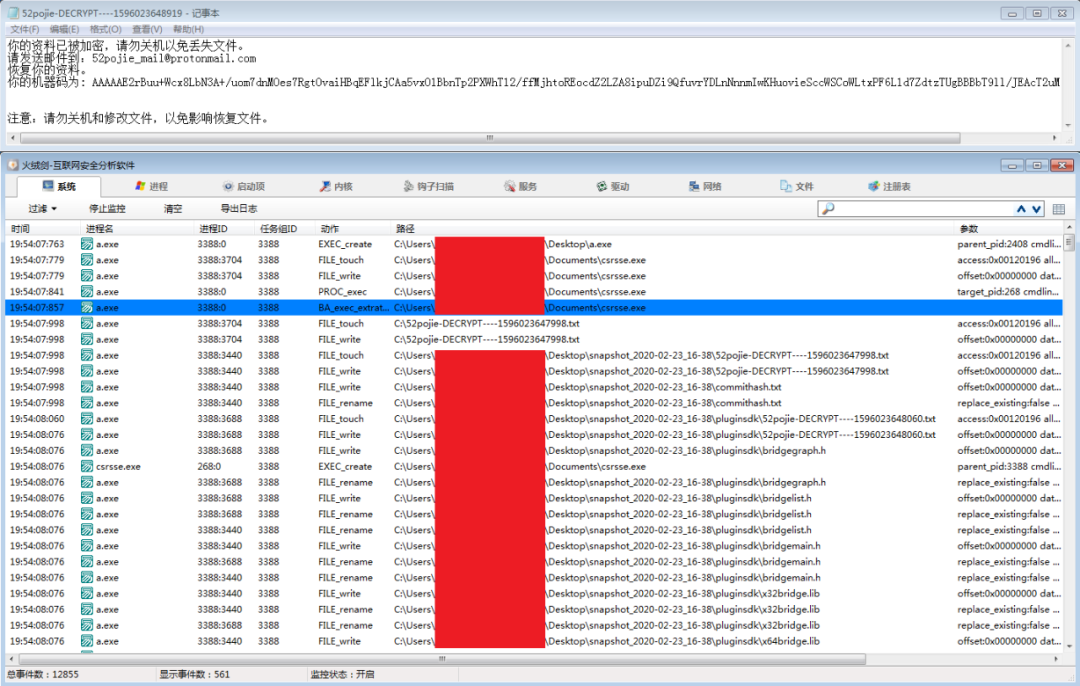 52pojie-DECRYPT----1596023648919 - 记事本
文件(F) 编辑(E) 格式(O) 查看(V) 帮助(H)
你的资料已被加密，请勿关机以免丢失文件。
请发送邮件到：52pojie_mail@protonmail.com
恢复你的资料。
你的机器码为：
注意：请勿关机和修改文件，以免影响恢复文件。
火绒剑-互联网安全分析软件
系统 进程 启动项 内核 钩子扫描 服务 驱动 网络 文件 注册表
过滤 停止监控 清空 导出日志
时间 进程名 进程ID 任务组ID 动作 路径 参数
19:54:07:763 a.exe 3388:0 3388 EXEC_create C:\Users\ \Desktop\a.exe parent_pid:2408 cmdli...
19:54:07:779 a.exe 3388:3704 3388 FILE_touch C:\Users\ \Documents\csrsse.exe access:0x00120196 all...
19:54:07:779 a.exe 3388:3704 3388 FILE_write C:\Users\ \Documents\csrsse.exe offset:0x00000000 dat...
19:54:07:841 a.exe 3388:0 3388 PROC_exec C:\Users\ \Documents\csrsse.exe target_pid:268 cmdlin...
19:54:07:857 a.exe 3388:0 3388 BA_exec_extrat... C:\Users\ \Documents\csrsse.exe
19:54:07:998 a.exe 3388:3704 3388 FILE_touch C:\52pojie-DECRYPT----1596023647998.txt access:0x00120196 all...
19:54:07:998 a.exe 3388:3704 3388 FILE_write C:\52pojie-DECRYPT----1596023647998.txt offset:0x00000000 dat...
19:54:07:998 a.exe 3388:3440 3388 FILE_touch C:\Users\ \Desktop\snapshot_2020-02-23_16-38\52pojie-DECRYPT----1596023647998.txt access:0x00120196 all...
19:54:07:998 a.exe 3388:3440 3388 FILE_write C:\Users\ \Desktop\snapshot_2020-02-23_16-38\52pojie-DECRYPT----1596023647998.txt offset:0x00000000 dat...
19:54:07:998 a.exe 3388:3440 3388 FILE_write C:\Users\ \Desktop\snapshot_2020-02-23_16-38\commithash.txt offset:0x00000000 dat...
19:54:07:998 a.exe 3388:3440 3388 FILE_rename C:\Users\ \Desktop\snapshot_2020-02-23_16-38\commithash.txt replace_existing:false ...
19:54:08:060 a.exe 3388:3688 3388 FILE_touch C:\Users\ \Desktop\snapshot_2020-02-23_16-38\pluginsdk\52pojie-DECRYPT----1596023648060.txt access:0x00120196 all...
19:54:08:076 a.exe 3388:3688 3388 FILE_write C:\Users\ \Desktop\snapshot_2020-02-23_16-38\pluginsdk\52pojie-DECRYPT----1596023648060.txt offset:0x00000000 dat...
19:54:08:076 a.exe 3388:3688 3388 FILE_write C:\Users\ \Desktop\snapshot_2020-02-23_16-38\pluginsdk\bridgegraph.h offset:0x00000000 dat...
19:54:08:076 csrsse.exe 268:0 3388 EXEC_create C:\Users\ \Documents\csrsse.exe parent_pid:3388 cmdli...
19:54:08:076 a.exe 3388:3688 3388 FILE_rename C:\Users\ \Desktop\snapshot_2020-02-23_16-38\pluginsdk\bridgegraph.h replace_existing:false ...
19:54:08:076 a.exe 3388:3688 3388 FILE_write C:\Users\ \Desktop\snapshot_2020-02-23_16-38\pluginsdk\bridgelist.h offset:0x00000000 dat...
19:54:08:076 a.exe 3388:3688 3388 FILE_rename C:\Users\ \Desktop\snapshot_2020-02-23_16-38\pluginsdk\bridgelist.h replace_existing:false ...
19:54:08:076 a.exe 3388:3440 3388 FILE_rename C:\Users\ \Desktop\snapshot_2020-02-23_16-38\pluginsdk\bridgelist.h replace_existing:false ...
19:54:08:076 a.exe 3388:3440 3388 FILE_write C:\Users\ \Desktop\snapshot_2020-02-23_16-38\pluginsdk\bridgemain.h offset:0x00000000 dat...
19:54:08:076 a.exe 3388:3688 3388 FILE_rename C:\Users\ \Desktop\snapshot_2020-02-23_16-38\pluginsdk\bridgemain.h replace_existing:false ...
19:54:08:076 a.exe 3388:3440 3388 FILE_rename C:\Users\ \Desktop\snapshot_2020-02-23_16-38\pluginsdk\bridgemain.h replace_existing:false ...
19:54:08:076 a.exe 3388:3440 3388 FILE_write C:\Users\ \Desktop\snapshot_2020-02-23_16-38\pluginsdk\x32bridge.lib offset:0x00000000 dat...
19:54:08:076 a.exe 3388:3440 3388 FILE_rename C:\Users\ \Desktop\snapshot_2020-02-23_16-38\pluginsdk\x32bridge.lib replace_existing:false ...
19:54:08:076 a.exe 3388:3688 3388 FILE_rename C:\Users\ \Desktop\snapshot_2020-02-23_16-38\pluginsdk\x32bridge.lib replace_existing:false ...
19:54:08:076 a.exe 3388:3440 3388 FILE_write C:\Users\ \Desktop\snapshot_2020-02-23_16-38\pluginsdk\x64bridge.lib offset:0x00000000 dat...
总事件数：12855 显示事件数：561 监控状态：开启